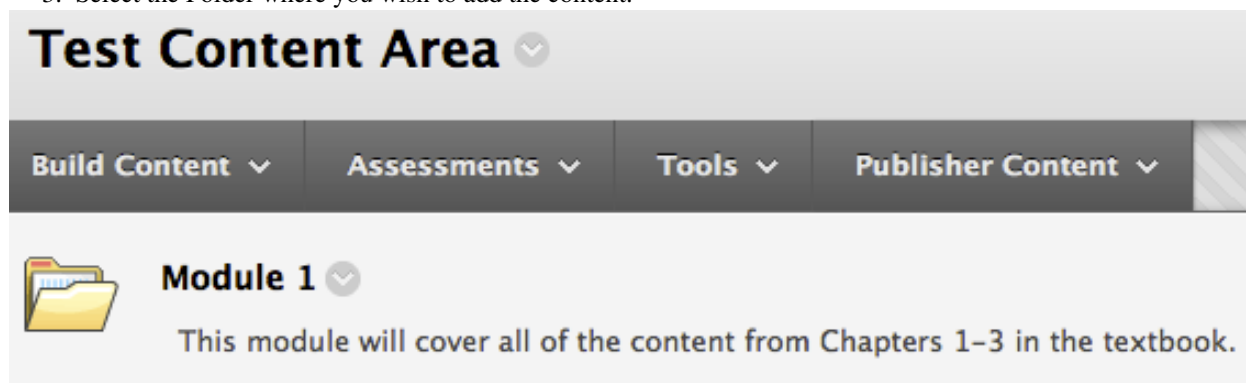 3. Select the Folder where you wish to add the content.
Test Content Area
Build Content Assessments Tools Publisher Content
Module 1
This module will cover all of the content from Chapters 1–3 in the textbook.